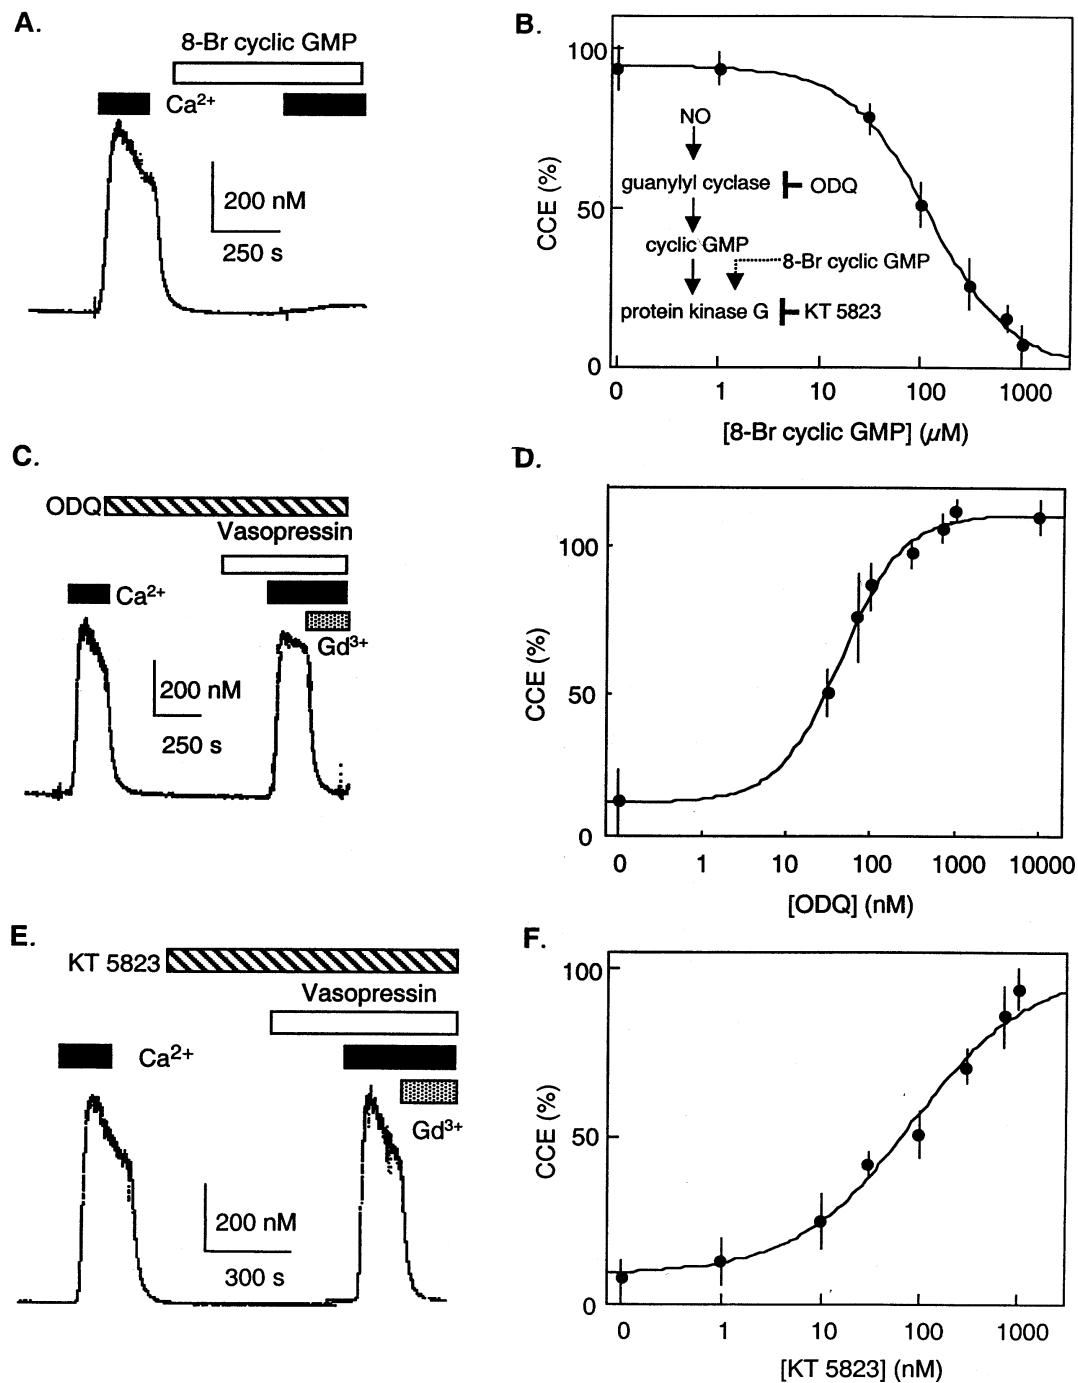 A.
8-Br cyclic GMP
Ca²⁺
200 nM
250 s
B.
100
50
0
CCE (%)
NO
guanylyl cyclase
ODQ
cyclic GMP
8-Br cyclic GMP
protein kinase G
KT 5823
0 1 10 100 1000
[8-Br cyclic GMP] (µM)
C.
ODQ
Vasopressin
Ca²⁺
Gd³⁺
200 nM
250 s
D.
100
50
0
CCE (%)
0 1 10 100 1000 10000
[ODQ] (nM)
E.
KT 5823
Vasopressin
Ca²⁺
Gd³⁺
200 nM
300 s
F.
100
50
0
CCE (%)
0 1 10 100 1000
[KT 5823] (nM)